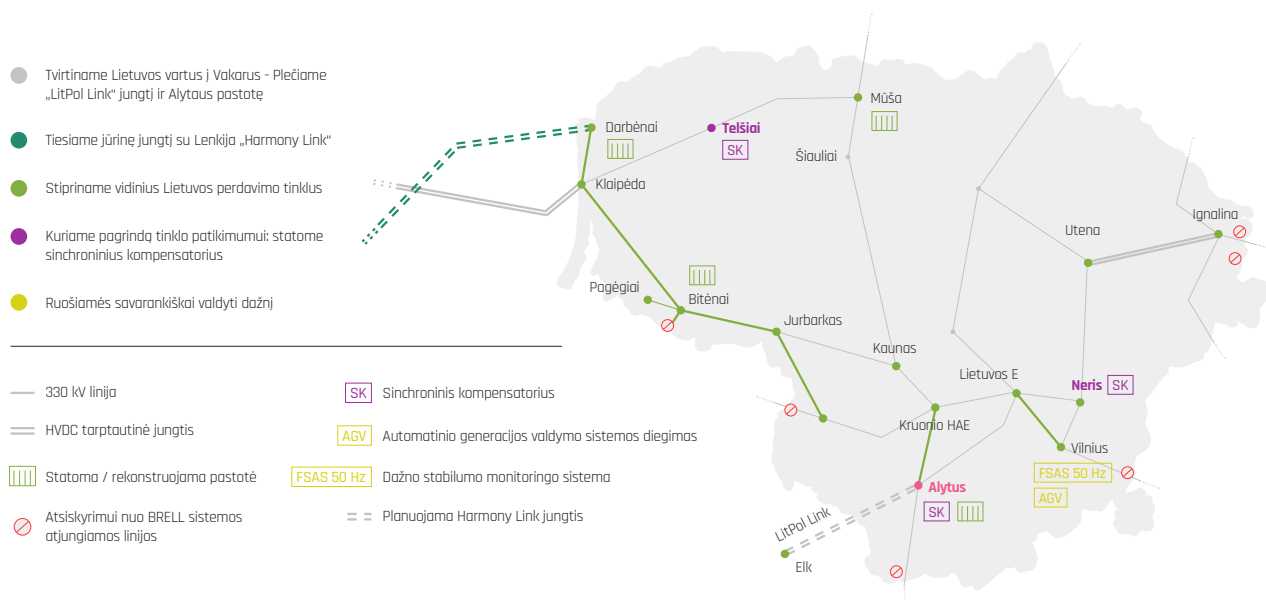 Tvirtiname Lietuvos vartus į Vakarus - Plečiame
„LitPol Link“ jungtį ir Alytaus pastotę
Tiesiame jūrinę jungtį su Lenkija „Harmony Link“
Stipriname vidinius Lietuvos perdavimo tinklus
Kuriame pagrindą tinklo patikimumui: statome
sinchroninius kompensatorius
Ruošiamės savarankiškai valdyti dažnį
330 kV linija
HVDC tarptautinė jungtis
Statoma / rekonstruojama pastotė
Atsiskyrimui nuo BRELL sistemos
atjungiamos linijos
SK Sinchroninis kompensatorius
AGV Automatinio generacijos valdymo sistemos diegimas
FSAS 50 Hz Dažno stabilumo monitoringo sistema
Planuojama Harmony Link jungtis
Darbėnai
Telšiai
SK
Mūša
Šiauliai
Klaipėda
Ignalina
Utena
Pagėgiai
Bitėnai
Jurbarkas
Kaunas
Lietuvos E
Neris SK
Kruonio HAE
Vilnius
FSAS 50 Hz
AGV
Alytus
SK
LitPol Link
Elk